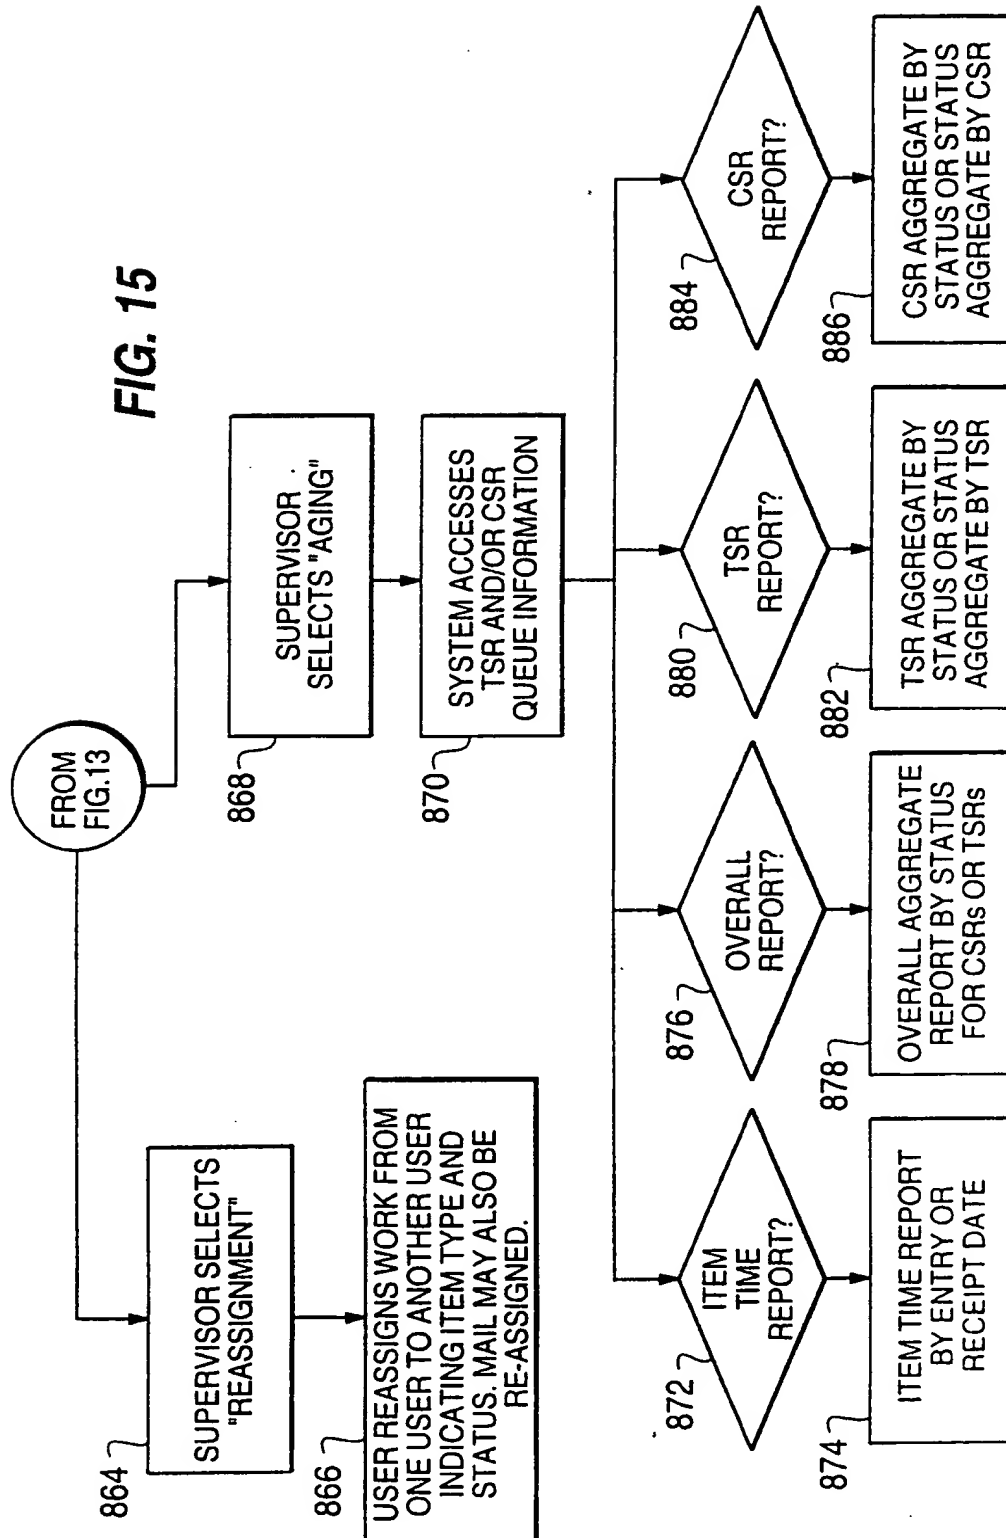 FIG. 15
FROM
FIG.13
864
SUPERVISOR SELECTS
"REASSIGNMENT"
866
USER REASSIGNS WORK FROM
ONE USER TO ANOTHER USER
INDICATING ITEM TYPE AND
STATUS. MAIL MAY ALSO BE
RE-ASSIGNED.
868
SUPERVISOR
SELECTS "AGING"
870
SYSTEM ACCESSES
TSR AND/OR CSR
QUEUE INFORMATION
872
ITEM
TIME
REPORT?
874
ITEM TIME REPORT
BY ENTRY OR
RECEIPT DATE
876
OVERALL
REPORT?
878
OVERALL AGGREGATE
REPORT BY STATUS
FOR CSRs OR TSRs
880
TSR
REPORT?
882
TSR AGGREGATE BY
STATUS OR STATUS
AGGREGATE BY TSR
884
CSR
REPORT?
886
CSR AGGREGATE BY
STATUS OR STATUS
AGGREGATE BY CSR